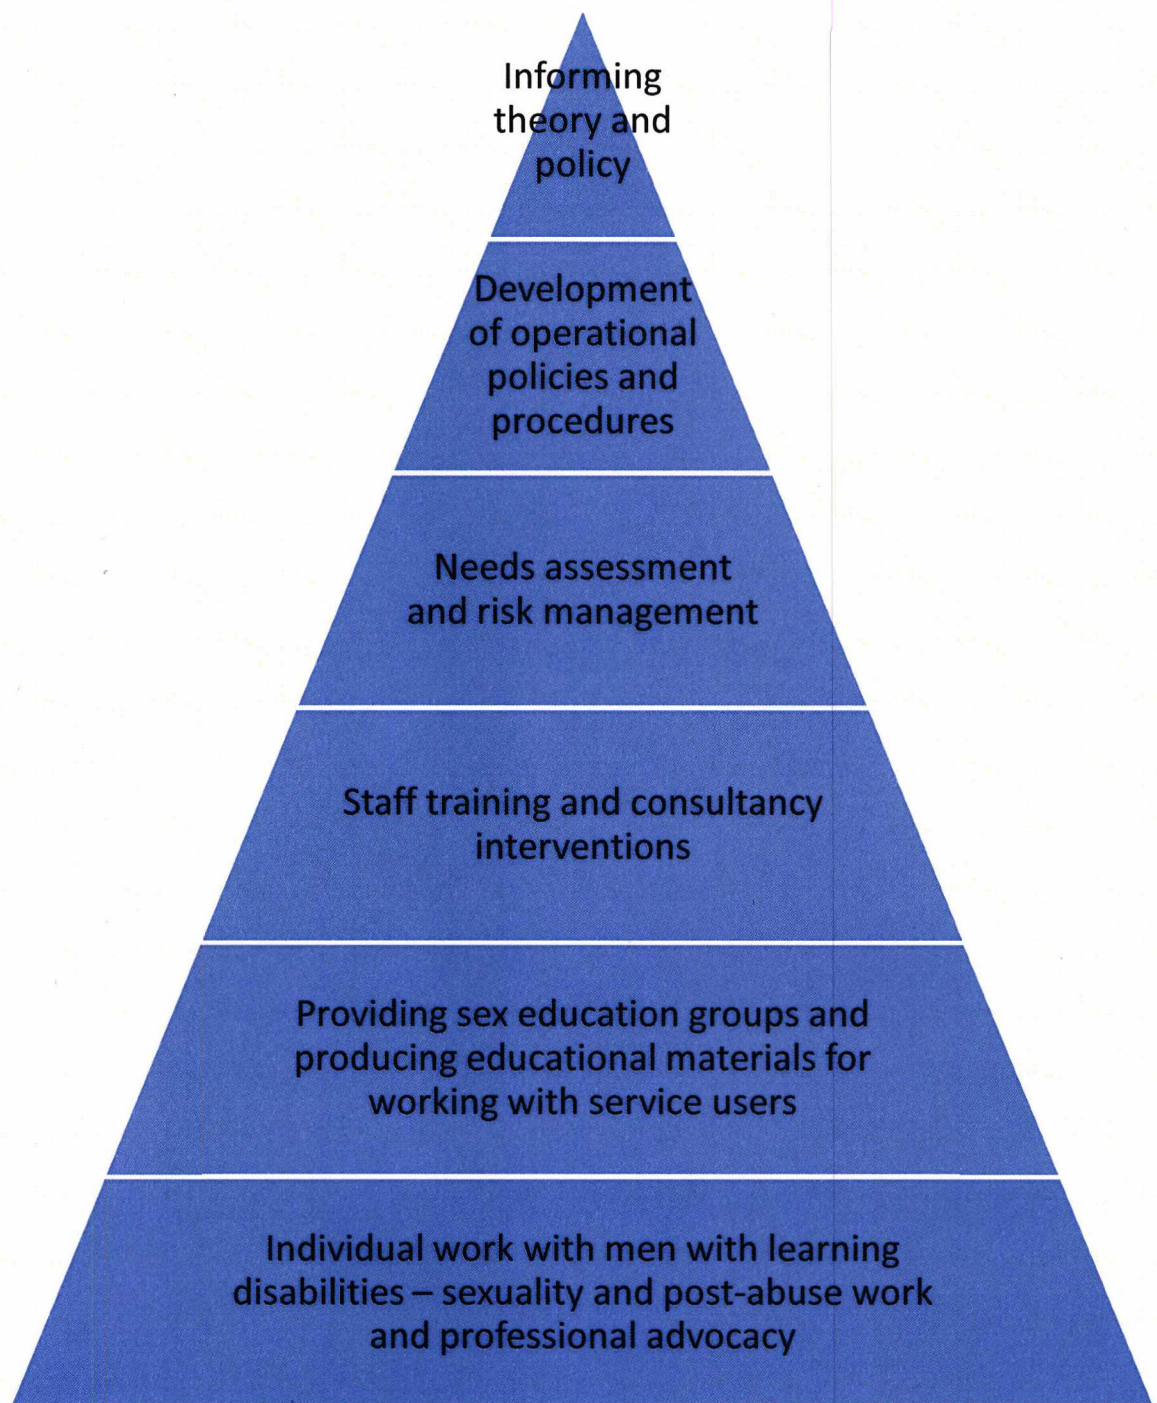 Informing
theory and
policy
Development
of operational
policies and
procedures
Needs assessment
and risk management
Staff training and consultancy
interventions
Providing sex education groups and
producing educational materials for
working with service users
Individual work with men with learning
disabilities – sexuality and post-abuse work
and professional advocacy